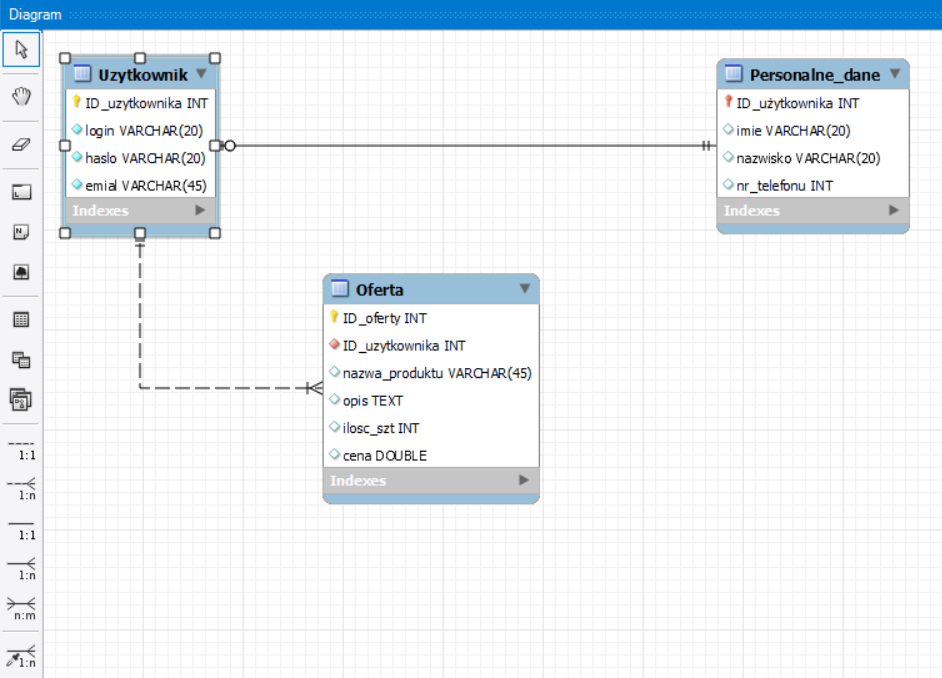 Diagram
Uzytkownik
ID_uzytkownika INT
login VARCHAR(20)
haslo VARCHAR(20)
emial VARCHAR(45)
Indexes
Personalne_dane
ID_użytkownika INT
imie VARCHAR(20)
nazwisko VARCHAR(20)
nr_telefonu INT
Indexes
Oferta
ID_oferty INT
ID_uzytkownika INT
nazwa_produktu VARCHAR(45)
opis TEXT
ilosc_szt INT
cena DOUBLE
Indexes
1:1
1:n
1:1
1:n
n:m
1:n